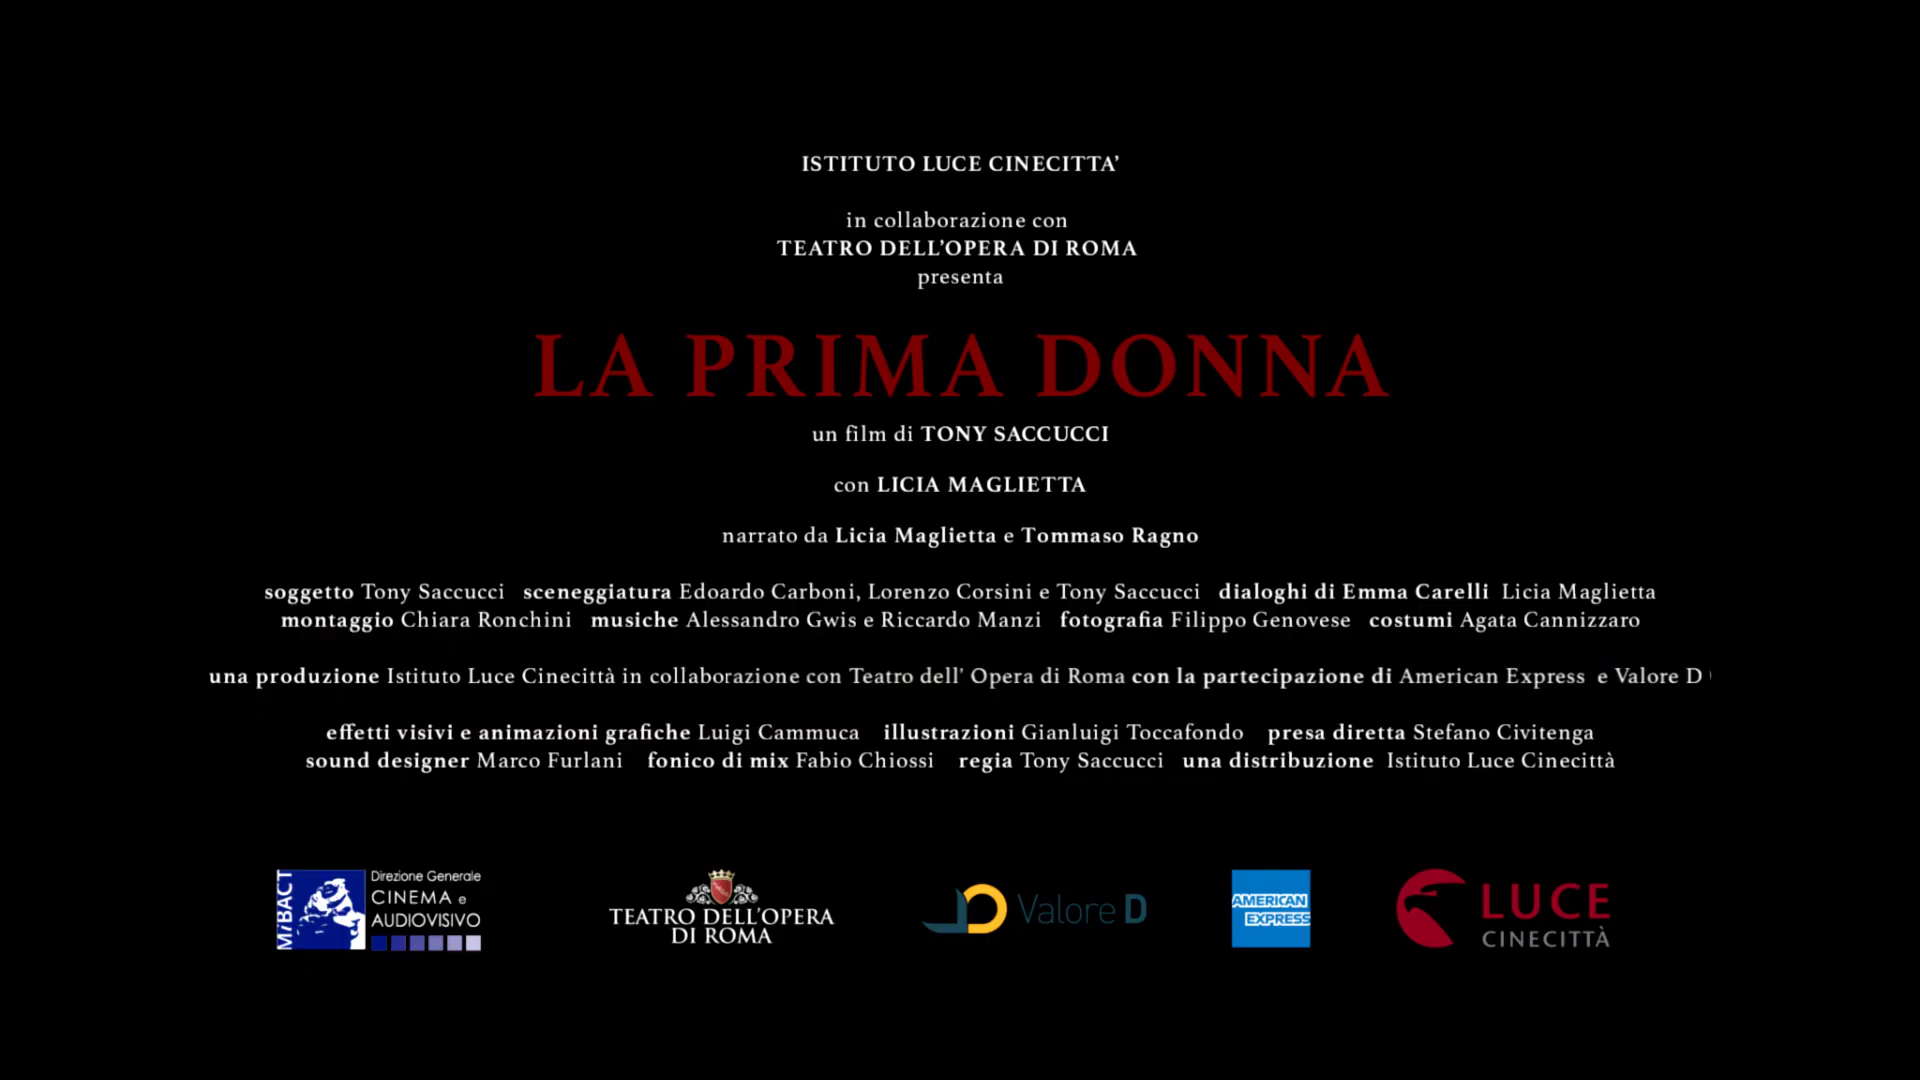 ISTITUTO LUCE CINECITTA’
in collaborazione con
TEATRO DELL’OPERA DI ROMA
presenta
LA PRIMA DONNA
un film di TONY SACCUCCI
con LICIA MAGLIETTA
narrato da Licia Maglietta e Tommaso Ragno
soggetto Tony Saccucci sceneggiatura Edoardo Carboni, Lorenzo Corsini e Tony Saccucci dialoghi di Emma Carelli Licia Maglietta
montaggio Chiara Ronchini musiche Alessandro Gwis e Riccardo Manzi fotografia Filippo Genovese costumi Agata Cannizzaro
una produzione Istituto Luce Cinecittà in collaborazione con Teatro dell' Opera di Roma con la partecipazione di American Express e Valore D
effetti visivi e animazioni grafiche Luigi Cammuca illustrazioni Gianluigi Toccafondo presa diretta Stefano Civitenga
sound designer Marco Furlani fonico di mix Fabio Chiossi regia Tony Saccucci una distribuzione Istituto Luce Cinecittà
MiBACT
Direzione Generale
CINEMA e
AUDIOVISIVO
TEATRO DELL’OPERA
DI ROMA
Valore D
AMERICAN
EXPRESS
LUCE
CINECITTÀ